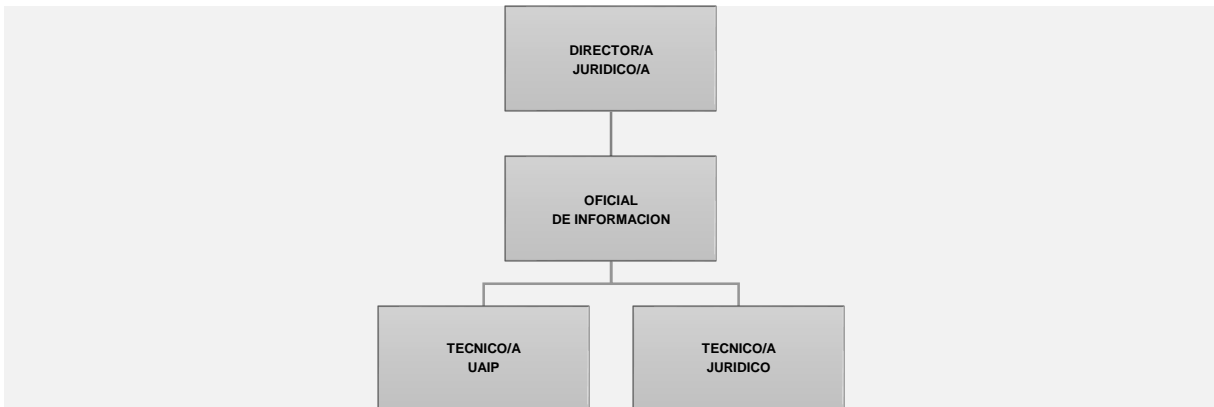 DIRECTOR/A
JURIDICO/A
OFICIAL
DE INFORMACION
TECNICO/A
UAIP
TECNICO/A
JURIDICO